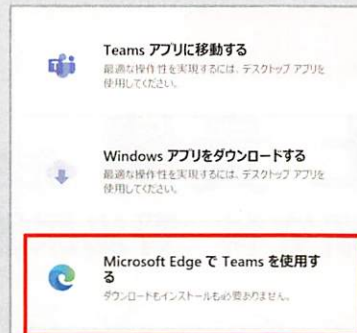 Teams アプリに移動する
最適な操作性を実現するには、デスクトップ アプリを
使用してください。
Windows アプリをダウンロードする
最適な操作性を実現するには、デスクトップ アプリを
使用してください。
Microsoft Edge で Teams を使用す
る
ダウンロードもインストールも必要ありません。